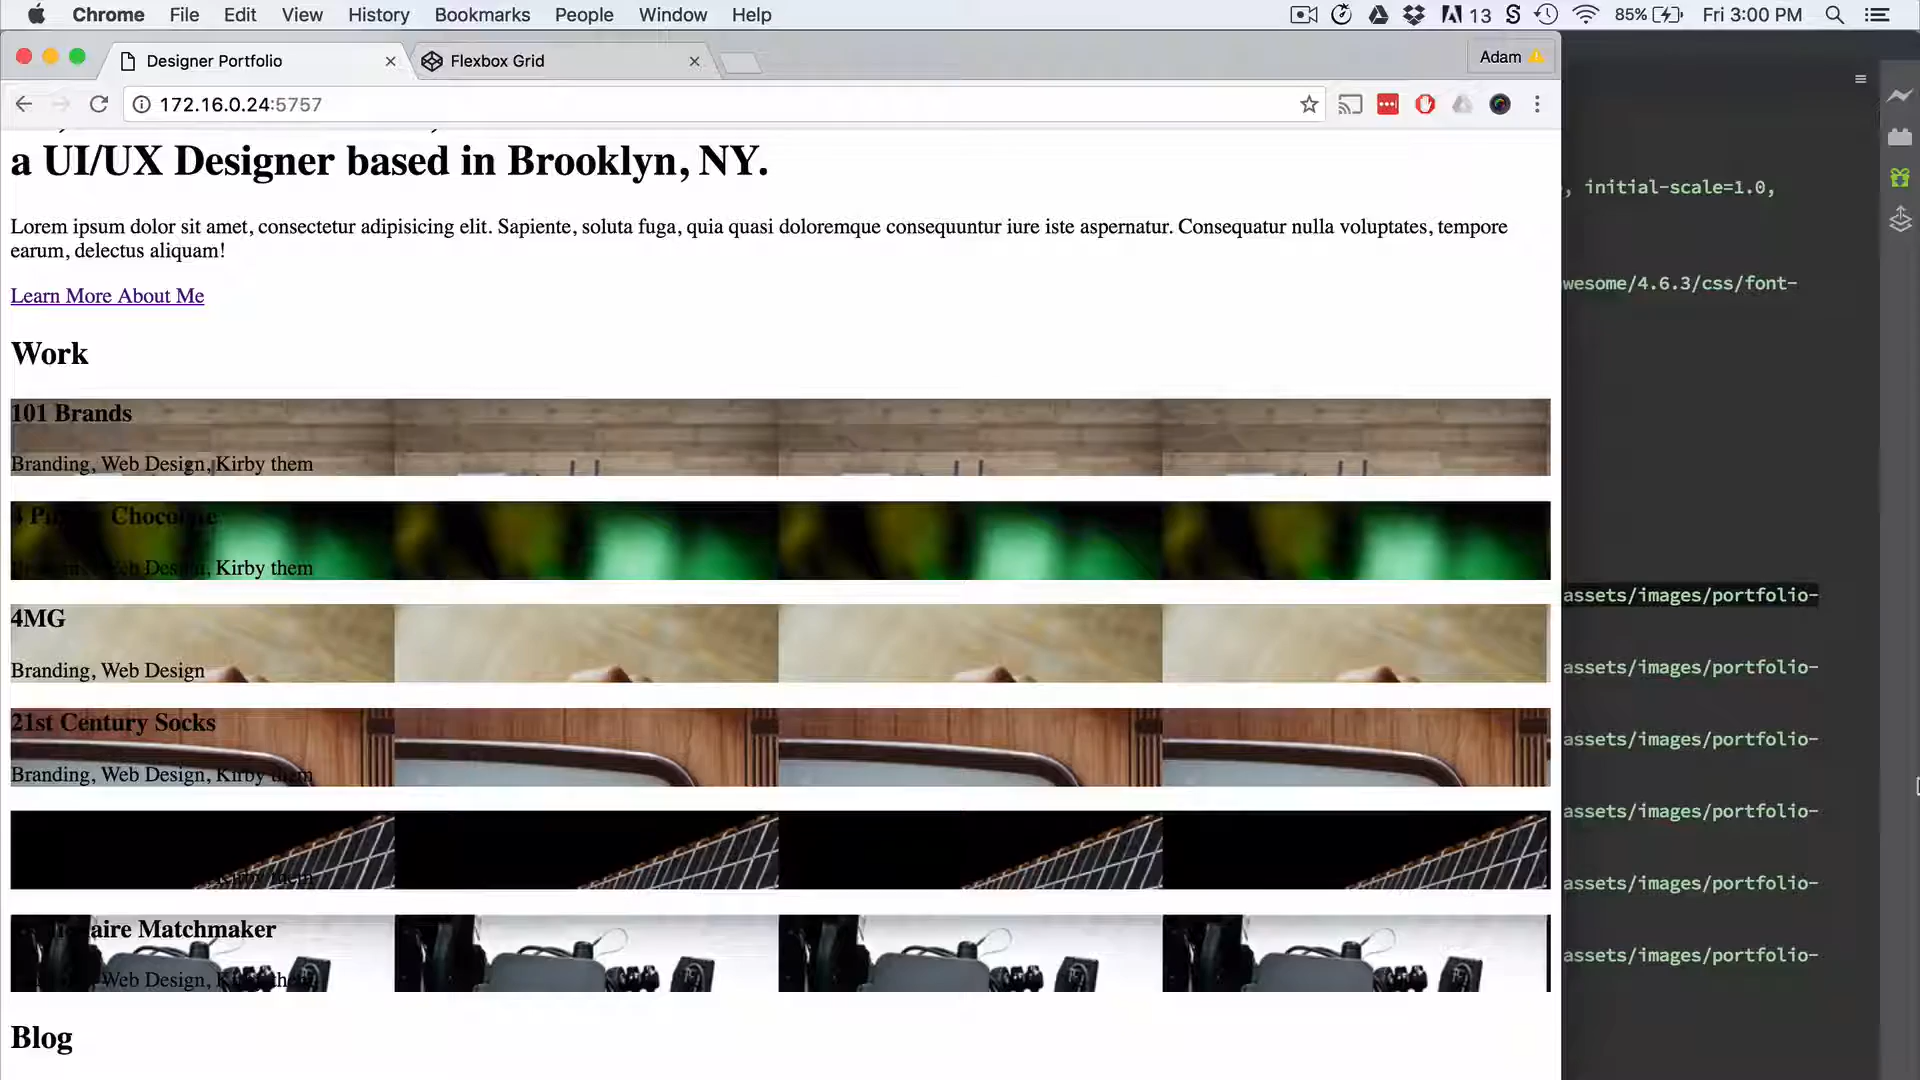 Chrome File Edit View History Bookmarks People Window Help 13 85% Fri 3:00 PM
Designer Portfolio Flexbox Grid Adam
172.16.0.24:5757
a UI/UX Designer based in Brooklyn, NY.
Lorem ipsum dolor sit amet, consectetur adipisicing elit. Sapiente, soluta fuga, quia quasi doloremque consequuntur iure iste aspernatur. Consequatur nulla voluptates, tempore
earum, delectus aliquam!
Learn More About Me
Work
101 Brands
Branding, Web Design, Kirby them
4 Chocolate
Web Design, Kirby them
4MG
Branding, Web Design
21st Century Socks
Branding, Web Design, Kirby them
Kirby them
aire Matchmaker
Web Design, Kirby them
Blog
, initial-scale=1.0,
wesome/4.6.3/css/font-
assets/images/portfolio-
assets/images/portfolio-
assets/images/portfolio-
assets/images/portfolio-
assets/images/portfolio-
assets/images/portfolio-